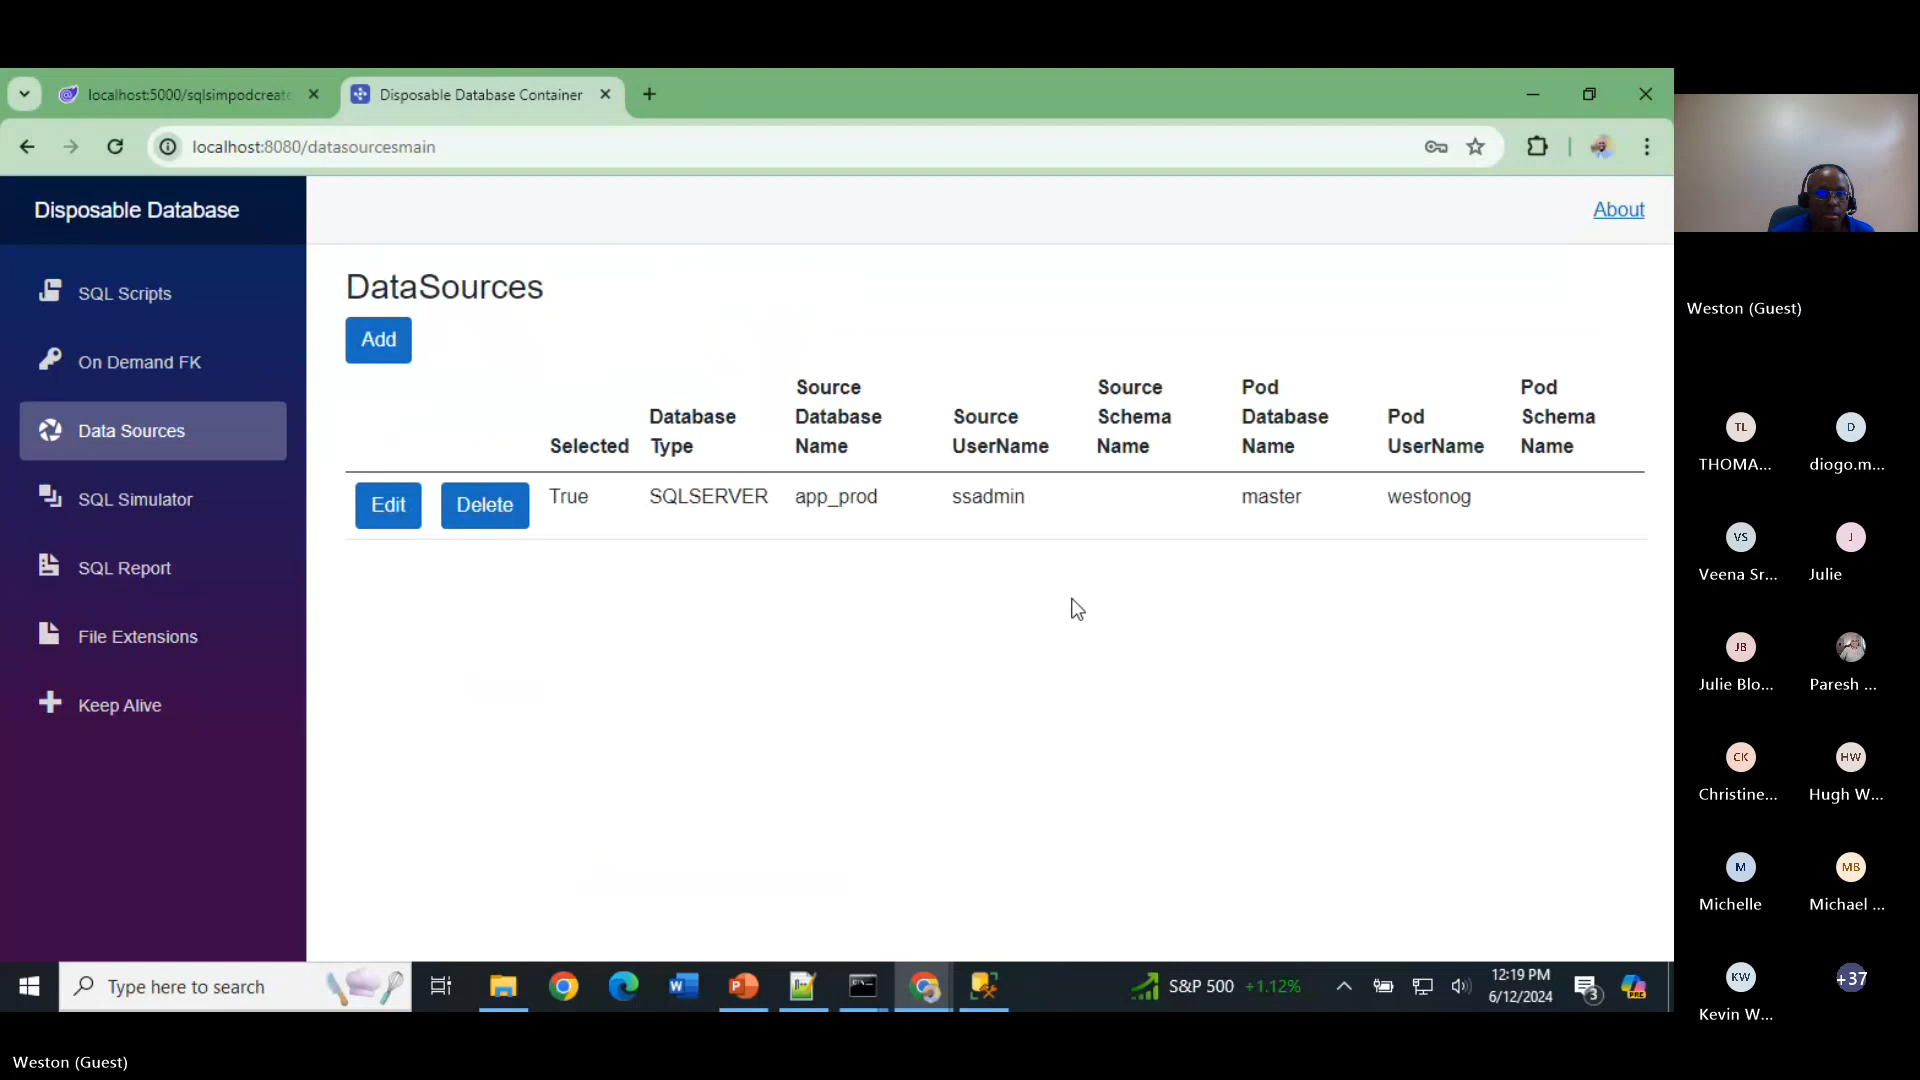 localhost:5000/sqlsimpodcreate
Disposable Database Container
localhost:8080/datasourcesmain
Disposable Database
About
SQL Scripts
On Demand FK
Data Sources
SQL Simulator
SQL Report
File Extensions
Keep Alive
DataSources
Add
Selected
Database
Type
Source
Database
Name
Source
UserName
Source
Schema
Name
Pod
Database
Name
Pod
UserName
Pod
Schema
Name
Edit
Delete
True
SQLSERVER
app_prod
ssadmin
master
westonog
Weston (Guest)
TL
THOMA...
D
diogo.m...
VS
Veena Sr...
J
Julie
JB
Julie Blo...
Paresh ...
CK
Christine...
HW
Hugh W...
M
Michelle
MB
Michael ...
KW
Kevin W...
+37
Type here to search
S&P 500 +1.12%
12:19 PM
6/12/2024
3
PRE
Weston (Guest)